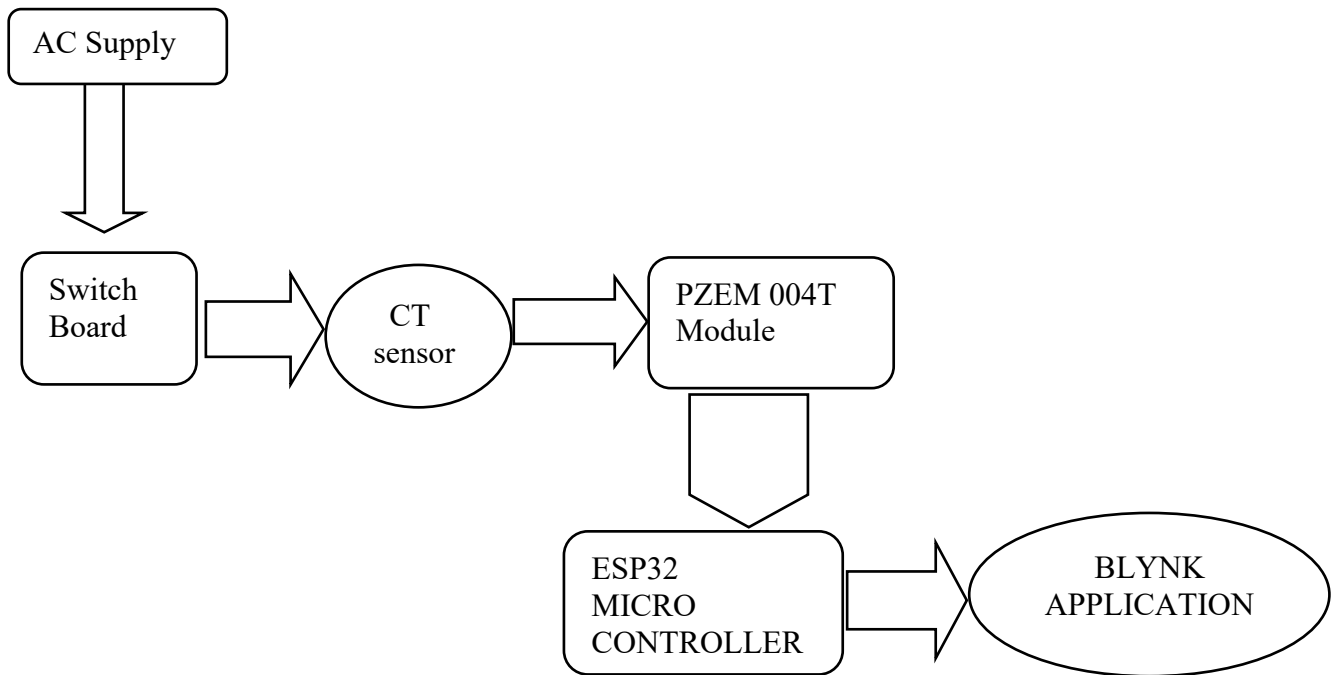 AC Supply
Switch
Board
CT
sensor
PZEM 004T
Module
ESP32
MICRO
CONTROLLER
BLYNK
APPLICATION